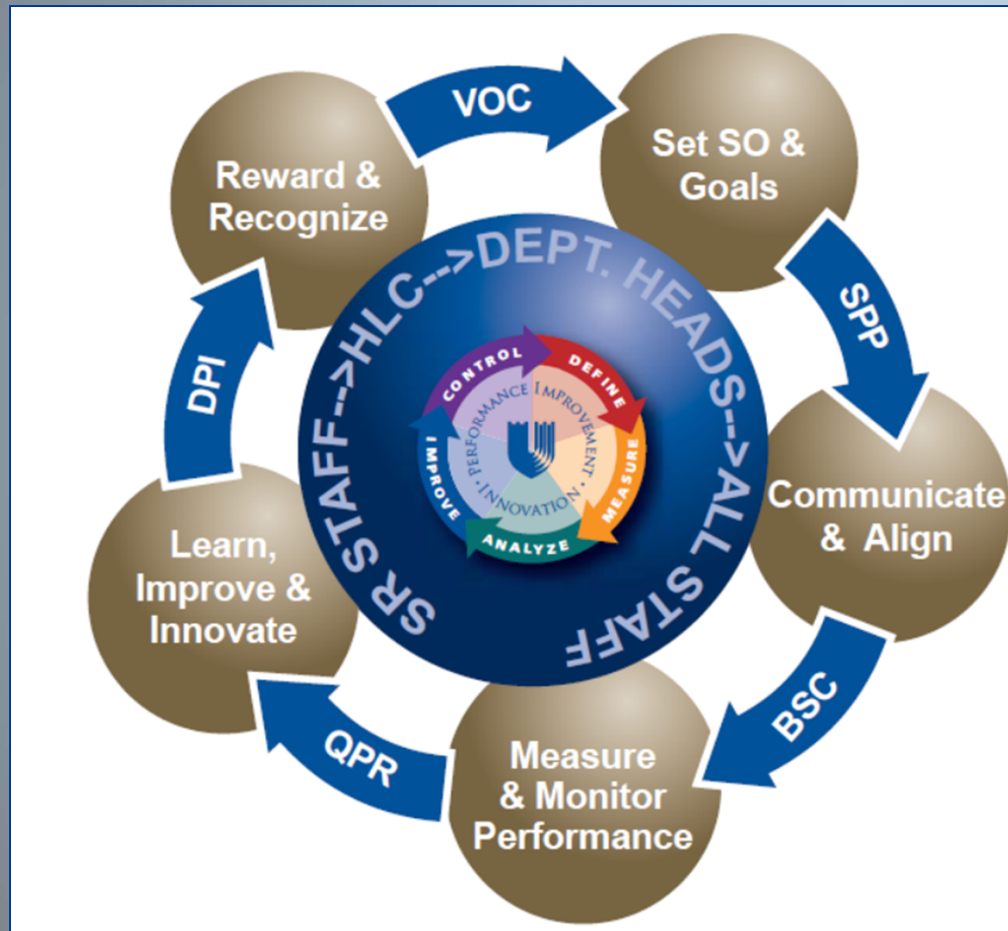 VOC
Set SO &
Goals
SPP
Communicate
& Align
BSC
Measure
& Monitor
Performance
QPR
Learn,
Improve &
Innovate
DPI
Reward &
Recognize
SR STAFF-->HLC-->DEPT. HEADS-->ALL STAFF
DEFINE
MEASURE
ANALYZE
IMPROVE
CONTROL
PERFORMANCE IMPROVEMENT • INNOVATION •